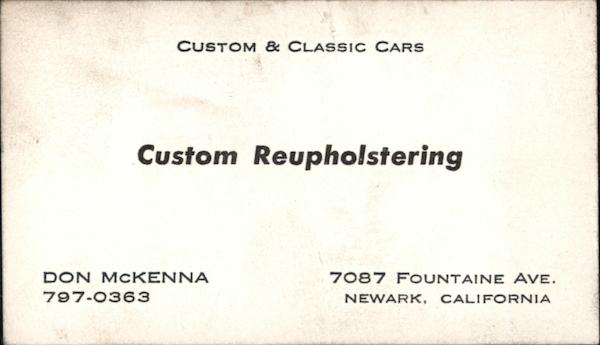 CUSTOM & CLASSIC CARS
Custom Reupholstering
DON McKENNA
797-0363
7087 FOUNTAINE AVE.
NEWARK, CALIFORNIA